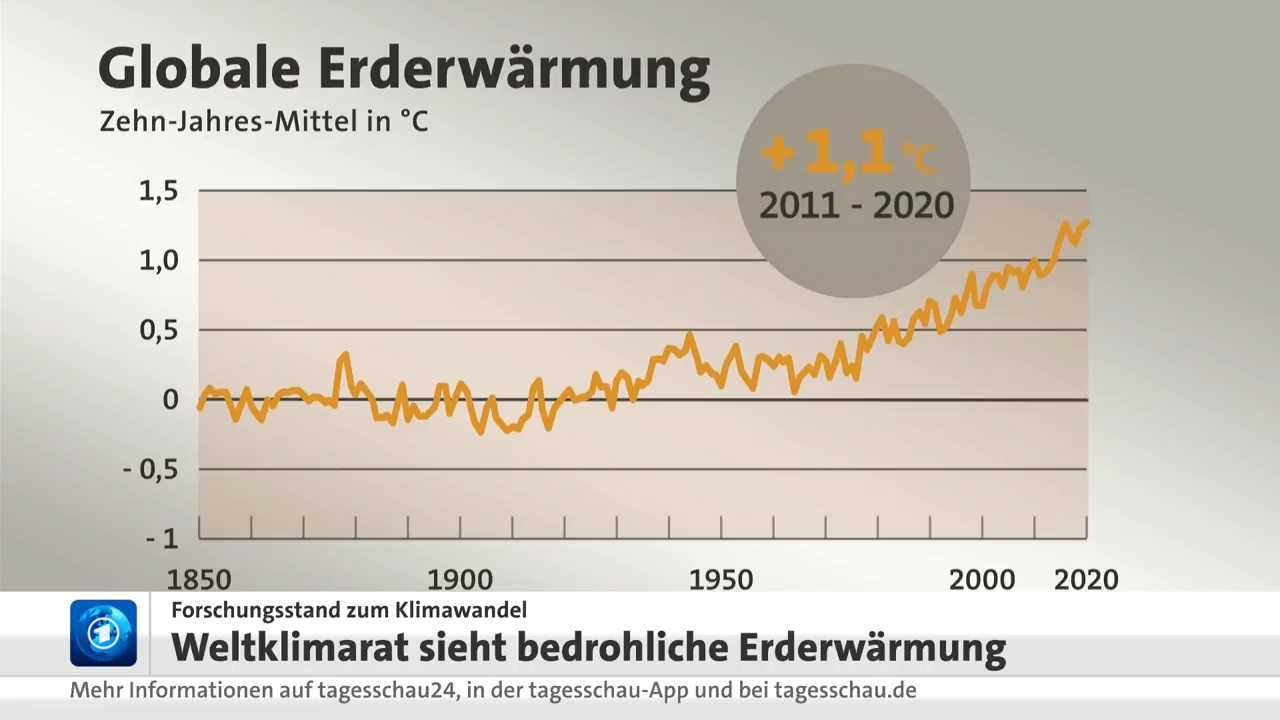 Globale Erderwärmung
Zehn-Jahres-Mittel in °C
+1,1 °C
2011 - 2020
1,5
1,0
0,5
0
- 0,5
- 1
1850 1900 1950 2000 2020
1
Forschungsstand zum Klimawandel
Weltklimarat sieht bedrohliche Erderwärmung
Mehr Informationen auf tagesschau24, in der tagesschau-App und bei tagesschau.de